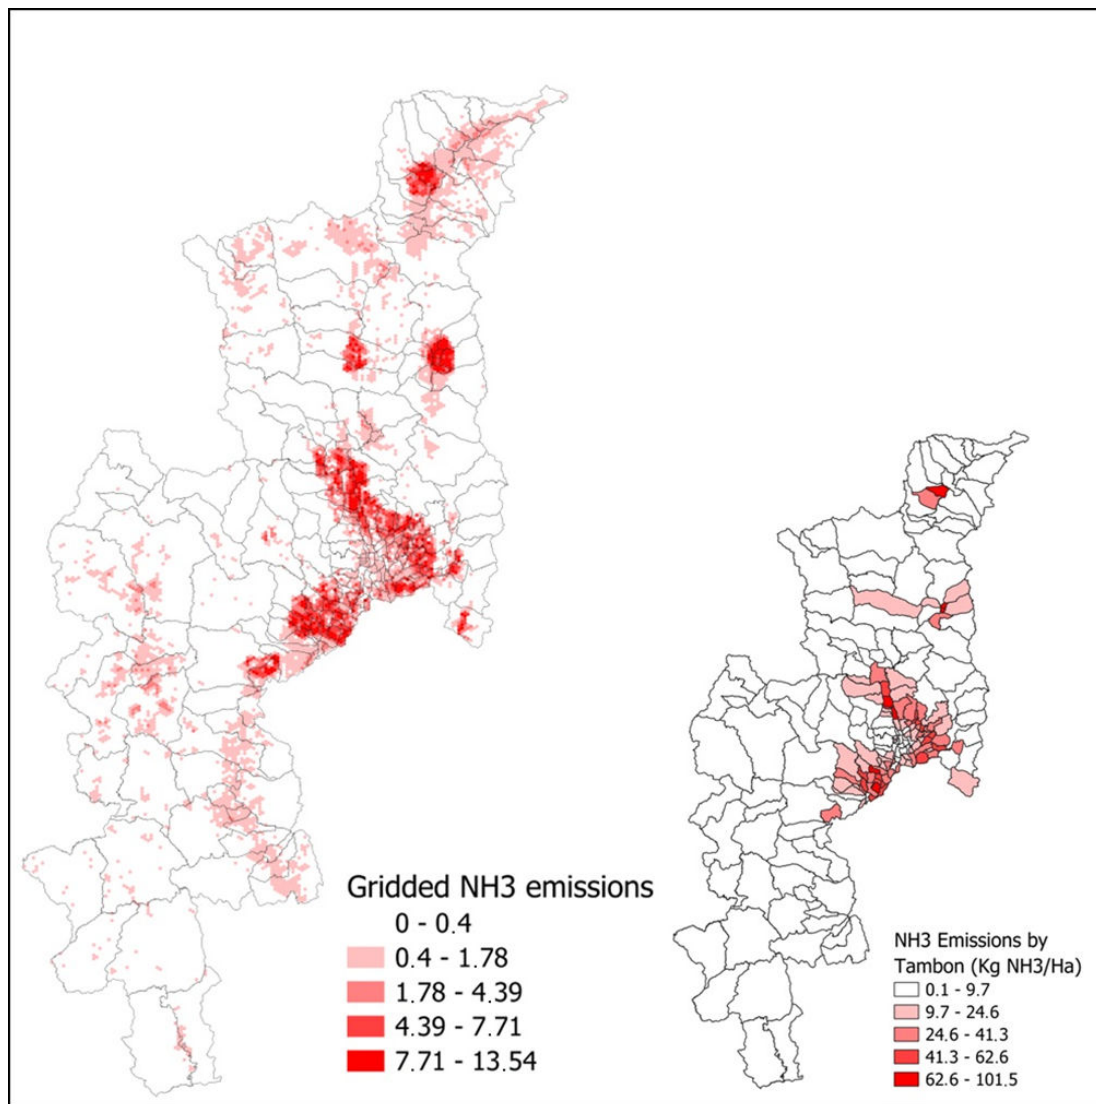 Gridded NH3 emissions
0 - 0.4
0.4 - 1.78
1.78 - 4.39
4.39 - 7.71
7.71 - 13.54
NH3 Emissions by
Tambon (Kg NH3/Ha)
0.1 - 9.7
9.7 - 24.6
24.6 - 41.3
41.3 - 62.6
62.6 - 101.5